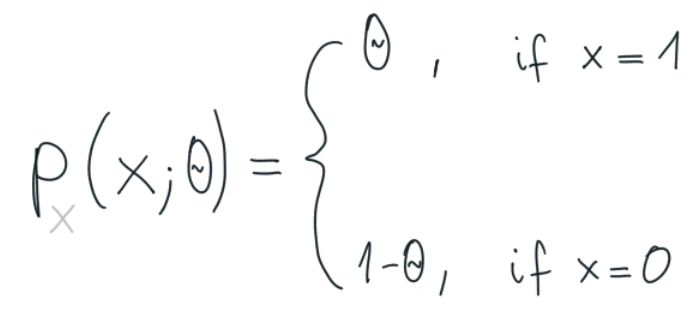 θ, if x = 1
p_X(x;θ) = {
1-θ, if x=0